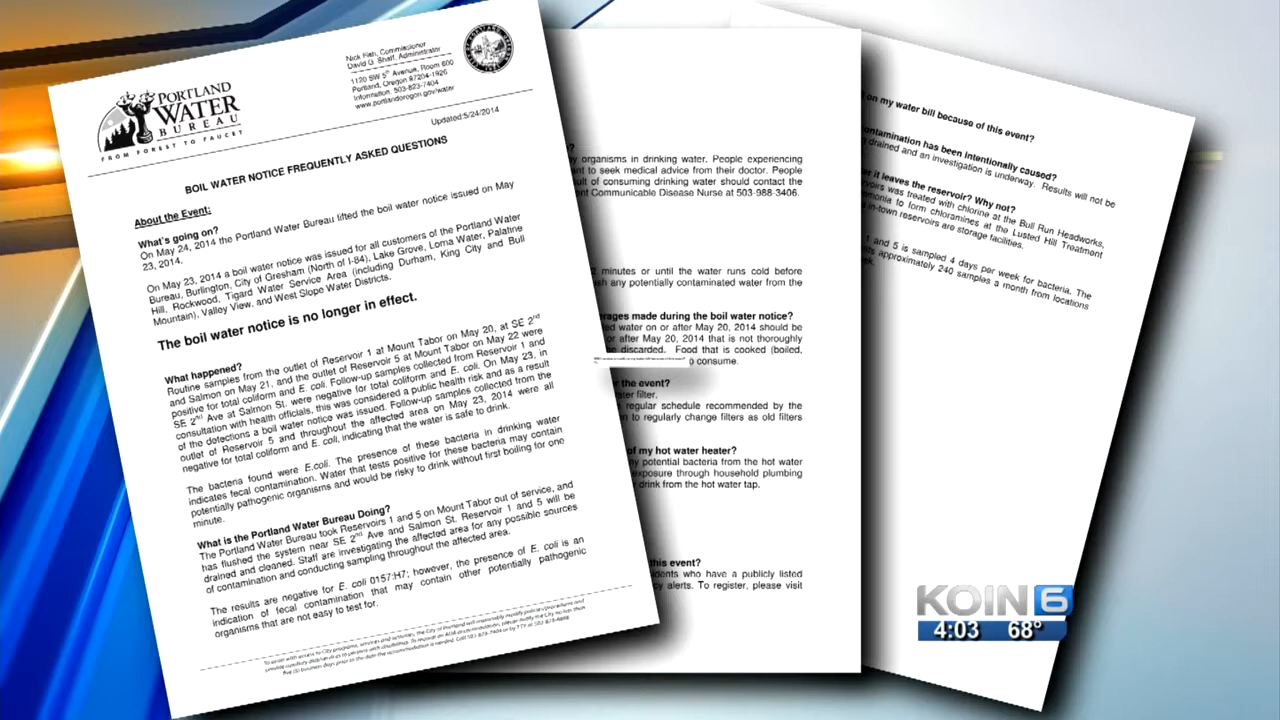 PORTLAND
WATER
BUREAU
FROM FOREST TO FAUCET
Nick Fish, Commissioner
David G. Shaff, Administrator
1120 SW 5th Avenue, Room 600
Portland, Oregon 97204-1926
Information: 503-823-7404
www.portlandoregon.gov/water
Updated:5/24/2014
BOIL WATER NOTICE FREQUENTLY ASKED QUESTIONS
About the Event:
What's going on?
On May 24, 2014 the Portland Water Bureau lifted the boil water notice issued on May
23, 2014.
On May 23, 2014 a boil water notice was issued for all customers of the Portland Water
Bureau, Burlington, City of Gresham (North of I-84), Lake Grove, Lorna Water, Palatine
Hill, Rockwood, Tigard Water Service Area (including Durham, King City and Bull
Mountain), Valley View, and West Slope Water Districts.
The boil water notice is no longer in effect.
What happened?
Routine samples from the outlet of Reservoir 1 at Mount Tabor on May 20, at SE 2nd
and Salmon on May 21, and the outlet of Reservoir 5 at Mount Tabor on May 22 were
positive for total coliform and E. coli. Follow-up samples collected from Reservoir 1 and
SE 2nd Ave at Salmon St. were negative for total coliform and E. coli. On May 23, in
consultation with health officials, this was considered a public health risk and as a result
of the detections a boil water notice was issued. Follow-up samples collected from the
outlet of Reservoir 5 and throughout the affected area on May 23, 2014 were all
negative for total coliform and E. coli, indicating that the water is safe to drink.
The bacteria found were E.coli. The presence of these bacteria in drinking water
indicates fecal contamination. Water that tests positive for these bacteria may contain
potentially pathogenic organisms and would be risky to drink without first boiling for one
minute.
What is the Portland Water Bureau Doing?
The Portland Water Bureau took Reservoirs 1 and 5 on Mount Tabor out of service, and
has flushed the system near SE 2nd Ave and Salmon St. Reservoir 1 and 5 will be
drained and cleaned. Staff are investigating the affected area for any possible sources
of contamination and conducting sampling throughout the affected area.
The results are negative for E. coli 0157:H7; however, the presence of E. coli is an
indication of fecal contamination that may contain other potentially pathogenic
organisms that are not easy to test for.
?
organisms in drinking water. People experiencing
nt to seek medical advice from their doctor. People
ult of consuming drinking water should contact the
nt Communicable Disease Nurse at 503-988-3406.
2 minutes or until the water runs cold before
sh any potentially contaminated water from the
erages made during the boil water notice?
ed water on or after May 20, 2014 should be
or after May 20, 2014 that is not thoroughly
e discarded. Food that is cooked (boiled,
o consume.
r the event?
ater filter.
regular schedule recommended by the
n to regularly change filters as old filters
of my hot water heater?
y potential bacteria from the hot water
exposure through household plumbing
r drink from the hot water tap.
this event?
idents who have a publicly listed
cy alerts. To register, please visit
on my water bill because of this event?
ontamination has been intentionally caused?
drained and an investigation is underway. Results will not be
er it leaves the reservoir? Why not?
rvoirs was treated with chlorine at the Bull Run Headworks,
monia to form chloramines at the Lusted Hill Treatment
in-town reservoirs are storage facilities.
1 and 5 is sampled 4 days per week for bacteria. The
ts approximately 240 samples a month from locations
ek.
KOIN 6
4:03 68°